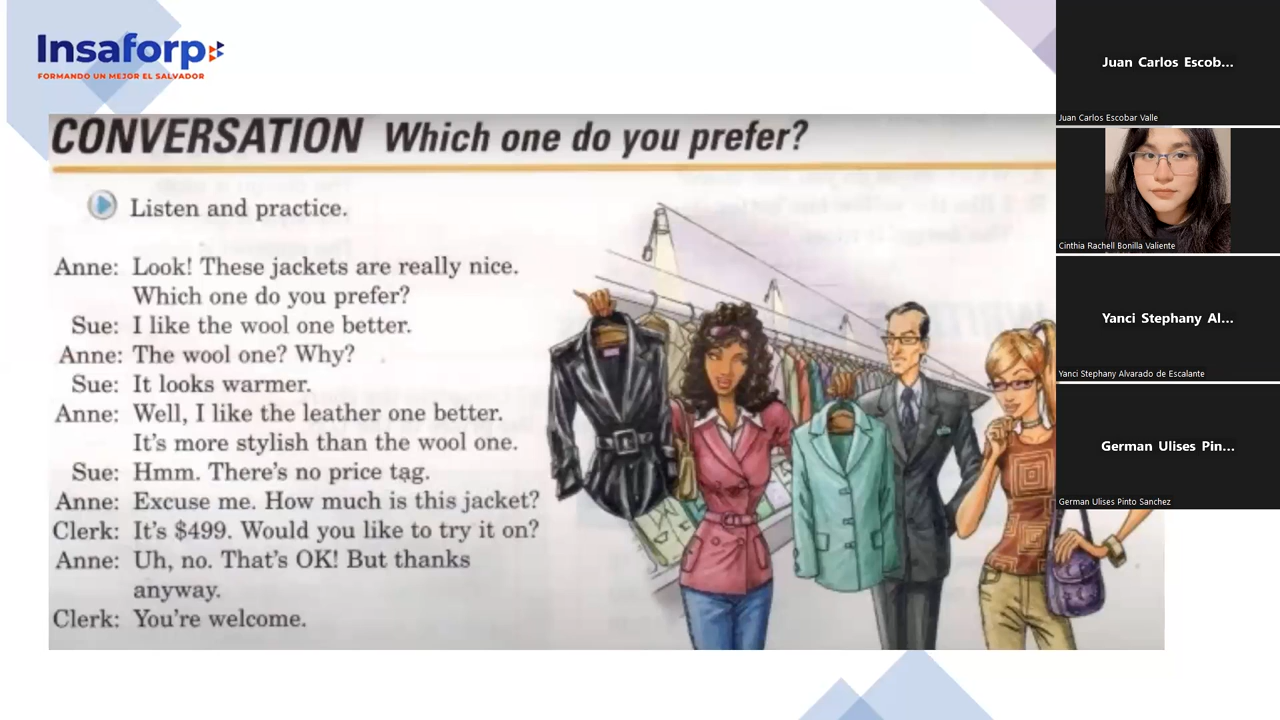 Insaforp
FORMANDO UN MEJOR EL SALVADOR
CONVERSATION Which one do you prefer?
Listen and practice.
Anne: Look! These jackets are really nice.
Which one do you prefer?
Sue: I like the wool one better.
Anne: The wool one? Why?
Sue: It looks warmer.
Anne: Well, I like the leather one better.
It's more stylish than the wool one.
Sue: Hmm. There's no price tag.
Anne: Excuse me. How much is this jacket?
Clerk: It's $499. Would you like to try it on?
Anne: Uh, no. That's OK! But thanks
anyway.
Clerk: You're welcome.
Juan Carlos Escob...
Juan Carlos Escobar Valle
Cinthia Rachell Bonilla Valiente
Yanci Stephany Al...
Yanci Stephany Alvarado de Escalante
German Ulises Pin...
German Ulises Pinto Sanchez